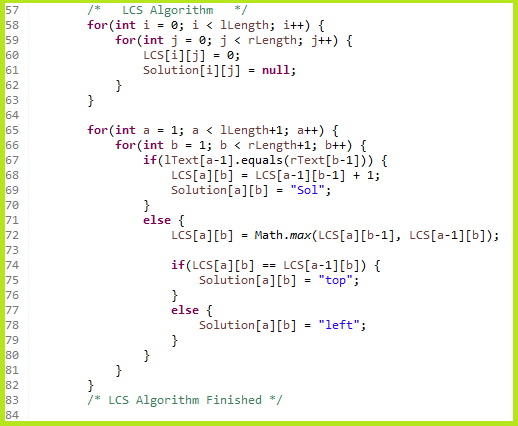 57 /*   LCS Algorithm   */
58 for(int i = 0; i < lLength; i++) {
59 for(int j = 0; j < rLength; j++) {
60 LCS[i][j] = 0;
61 Solution[i][j] = null;
62 }
63 }
64
65 for(int a = 1; a < lLength+1; a++) {
66 for(int b = 1; b < rLength+1; b++) {
67 if(lText[a-1].equals(rText[b-1])) {
68 LCS[a][b] = LCS[a-1][b-1] + 1;
69 Solution[a][b] = "Sol";
70 }
71 else {
72 LCS[a][b] = Math.max(LCS[a][b-1], LCS[a-1][b]);
73
74 if(LCS[a][b] == LCS[a-1][b]) {
75 Solution[a][b] = "top";
76 }
77 else {
78 Solution[a][b] = "left";
79 }
80 }
81 }
82 }
83 /* LCS Algorithm Finished */
84